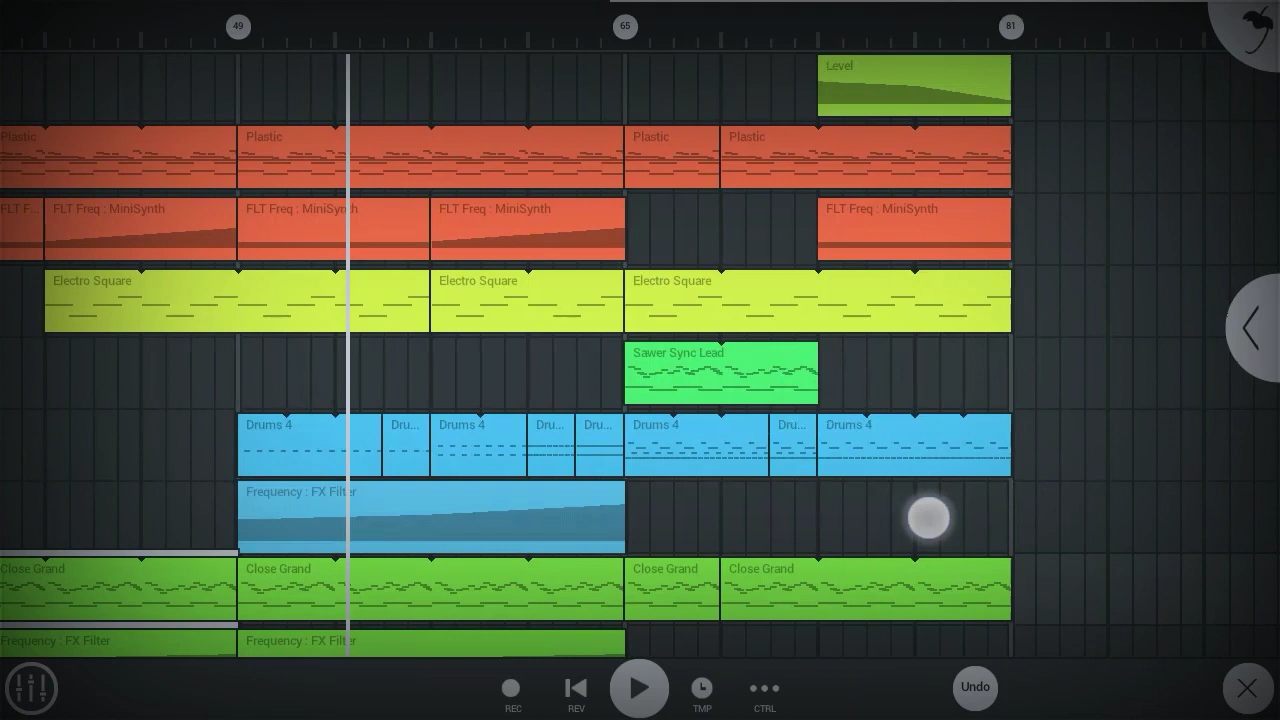 49 65 81
Level
Plastic Plastic Plastic Plastic
FLT F... FLT Freq : MiniSynth FLT Freq : MiniSynth FLT Freq : MiniSynth FLT Freq : MiniSynth
Electro Square Electro Square Electro Square
Sawer Sync Lead
Drums 4 Dru... Drums 4 Dru... Dru... Drums 4 Dru... Drums 4
Frequency : FX Filter
Close Grand Close Grand Close Grand Close Grand
Frequency : FX Filter Frequency : FX Filter
Undo
REC REV TMP CTRL